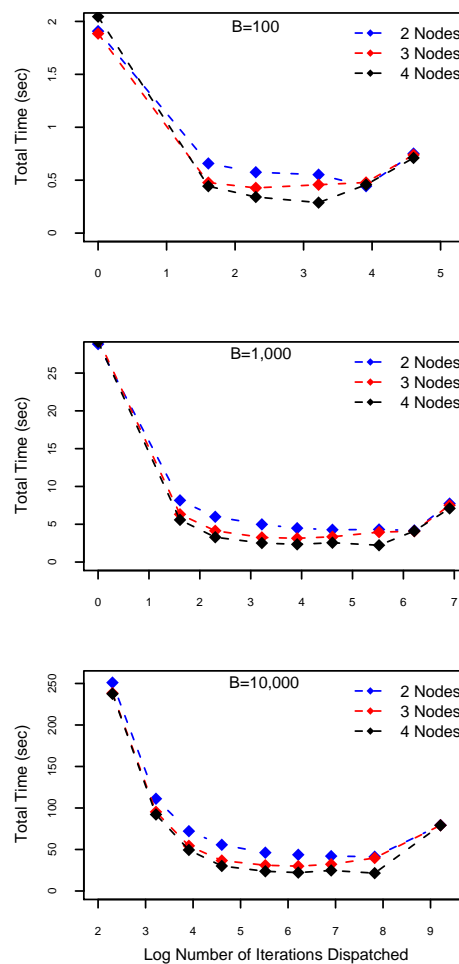 B=100
2 Nodes
3 Nodes
4 Nodes
Total Time (sec)
2
1.5
1
0.5
0
0 1 2 3 4 5
B=1,000
2 Nodes
3 Nodes
4 Nodes
Total Time (sec)
25
20
15
10
5
0
0 1 2 3 4 5 6 7
B=10,000
2 Nodes
3 Nodes
4 Nodes
Total Time (sec)
250
200
150
100
50
0
2 3 4 5 6 7 8 9
Log Number of Iterations Dispatched